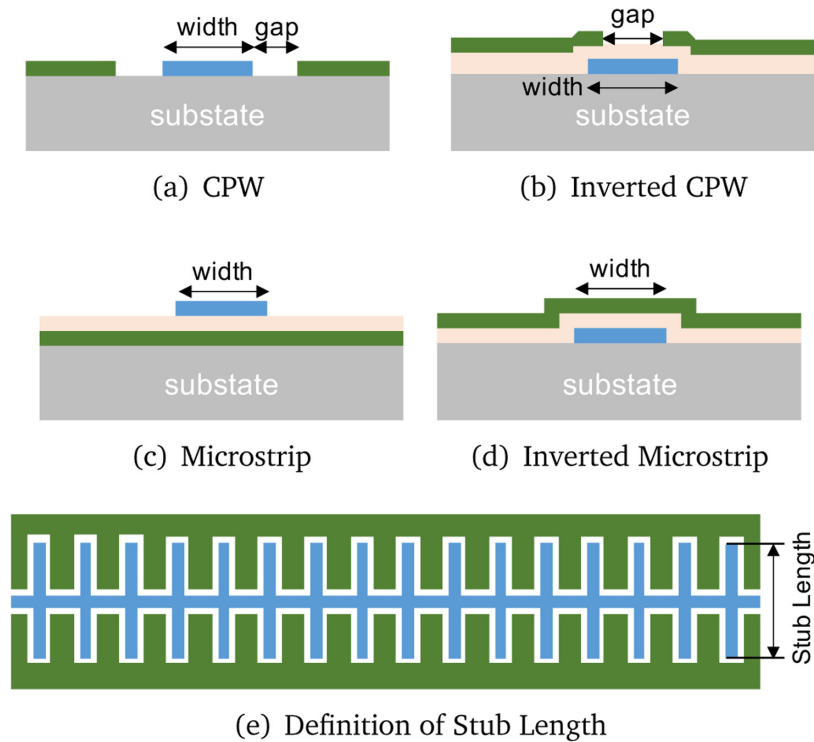 width gap
substate
(a) CPW
gap
width
substate
(b) Inverted CPW
width
substate
(c) Microstrip
width
substate
(d) Inverted Microstrip
Stub Length
(e) Definition of Stub Length